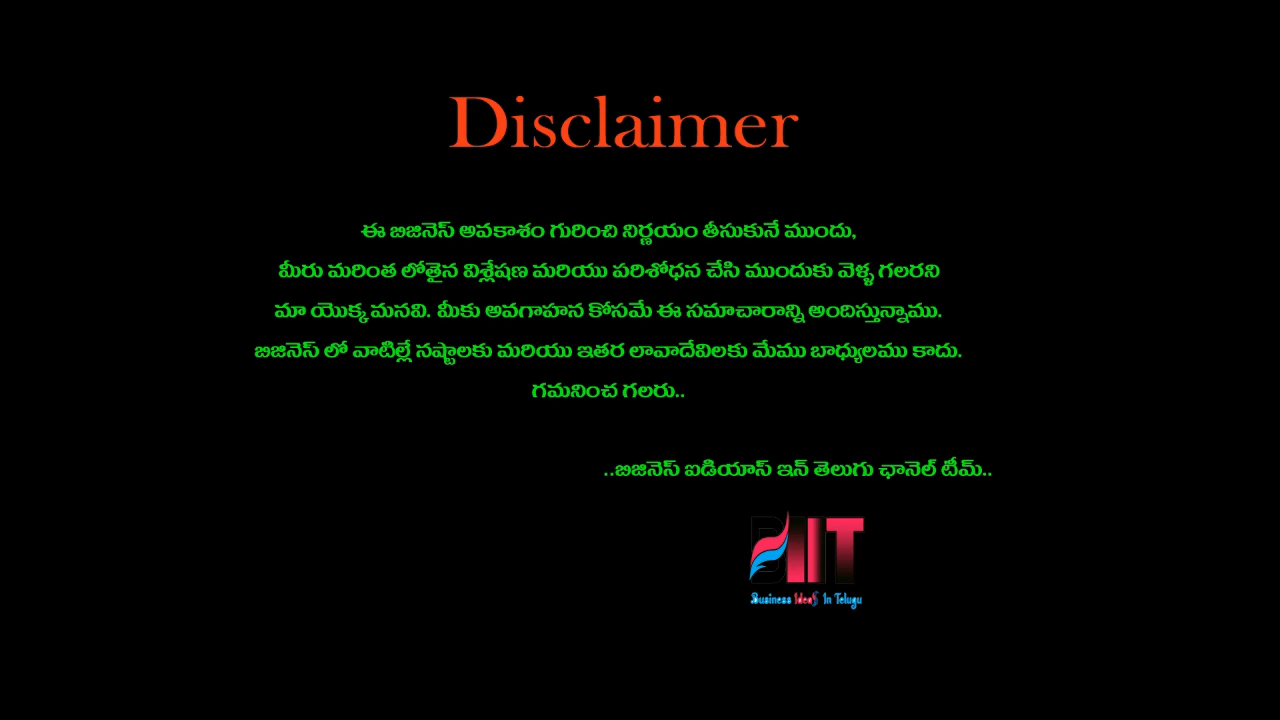 Disclaimer
ఈ బిజినెస్ అవకాశం గురించి నిర్ణయం తీసుకునే ముందు,
మీరు మరింత లోతైన విశ్లేషణ మరియు పరిశోధన చేసి ముందుకు వెళ్ళ గలరని
మా యొక్క మనవి. మీకు అవగాహన కోసమే ఈ సమాచారాన్ని అందిస్తున్నాము.
బిజినెస్ లో వాటిల్లే నష్టాలకు మరియు ఇతర లావాదేవిలకు మేము బాధ్యులము కాదు.
గమనించ గలరు..
..బిజినెస్ ఐడియాస్ ఇన్ తెలుగు ఛానెల్ టీమ్..
BIIT
Business Ideas In Telugu